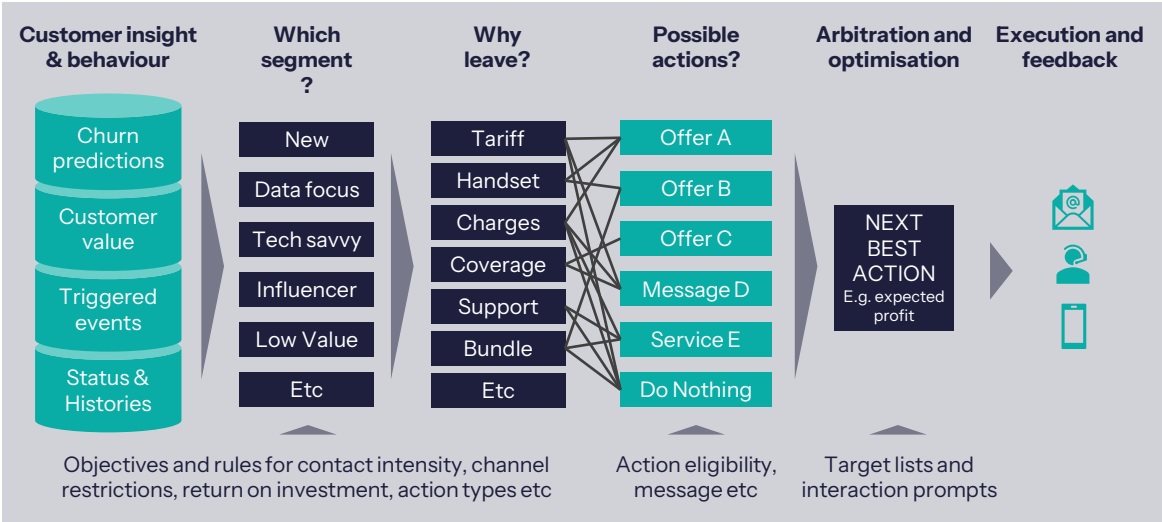 Customer insight
& behaviour
Which
segment
?
Why
leave?
Possible
actions?
Arbitration and
optimisation
Execution and
feedback
Churn
predictions
Customer
value
Triggered
events
Status &
Histories
New
Data focus
Tech savvy
Influencer
Low Value
Etc
Tariff
Handset
Charges
Coverage
Support
Bundle
Etc
Offer A
Offer B
Offer C
Message D
Service E
Do Nothing
NEXT
BEST
ACTION
E.g. expected
profit
@
Objectives and rules for contact intensity, channel
restrictions, return on investment, action types etc
Action eligibility,
message etc
Target lists and
interaction prompts